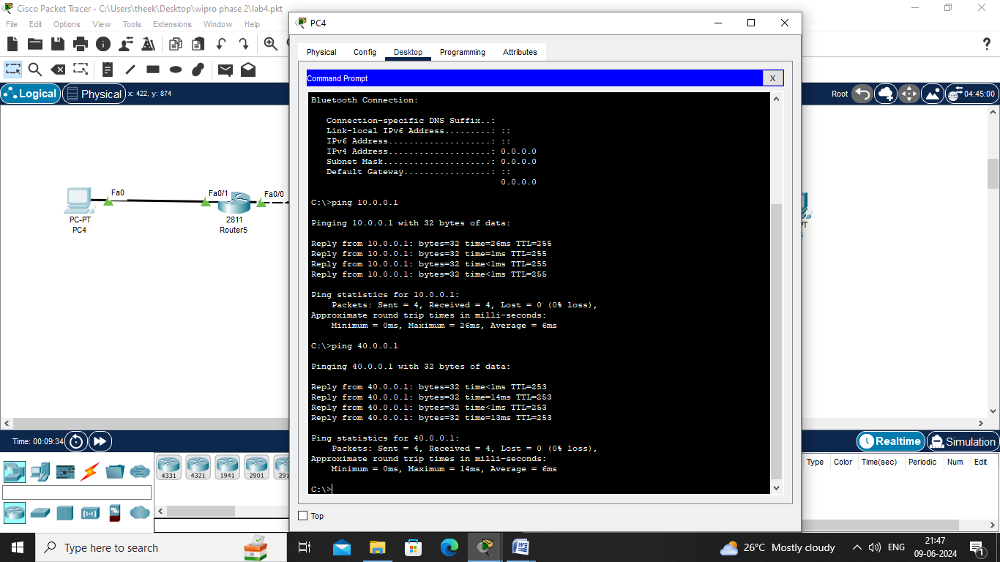 Cisco Packet Tracer - C:\Users\theek\Desktop\wipro phase 2\lab4.pkt
File Edit Options View Tools Extensions Window Help
Logical Physical x: 422, y: 874
Root 04:45:00
Fa0 Fa0/1 Fa0/0
PC-PT
PC4
2811
Router5
PC4
Physical Config Desktop Programming Attributes
Command Prompt X
Bluetooth Connection:
Connection-specific DNS Suffix..:
Link-local IPv6 Address.........: ::
IPv6 Address....................: ::
IPv4 Address....................: 0.0.0.0
Subnet Mask.....................: 0.0.0.0
Default Gateway.................: ::
0.0.0.0
C:\>ping 10.0.0.1
Pinging 10.0.0.1 with 32 bytes of data:
Reply from 10.0.0.1: bytes=32 time=26ms TTL=255
Reply from 10.0.0.1: bytes=32 time=1ms TTL=255
Reply from 10.0.0.1: bytes=32 time<1ms TTL=255
Reply from 10.0.0.1: bytes=32 time<1ms TTL=255
Ping statistics for 10.0.0.1:
Packets: Sent = 4, Received = 4, Lost = 0 (0% loss),
Approximate round trip times in milli-seconds:
Minimum = 0ms, Maximum = 26ms, Average = 6ms
C:\>ping 40.0.0.1
Pinging 40.0.0.1 with 32 bytes of data:
Reply from 40.0.0.1: bytes=32 time<1ms TTL=253
Reply from 40.0.0.1: bytes=32 time=14ms TTL=253
Reply from 40.0.0.1: bytes=32 time<1ms TTL=253
Reply from 40.0.0.1: bytes=32 time=13ms TTL=253
Ping statistics for 40.0.0.1:
Packets: Sent = 4, Received = 4, Lost = 0 (0% loss),
Approximate round trip times in milli-seconds:
Minimum = 0ms, Maximum = 14ms, Average = 6ms
C:\>
Top
Time: 00:09:34
Realtime Simulation
4331 4321 1941 2901
Type Color Time(sec) Periodic Num Edit
Type here to search
26°C Mostly cloudy ENG
21:47
09-06-2024
1